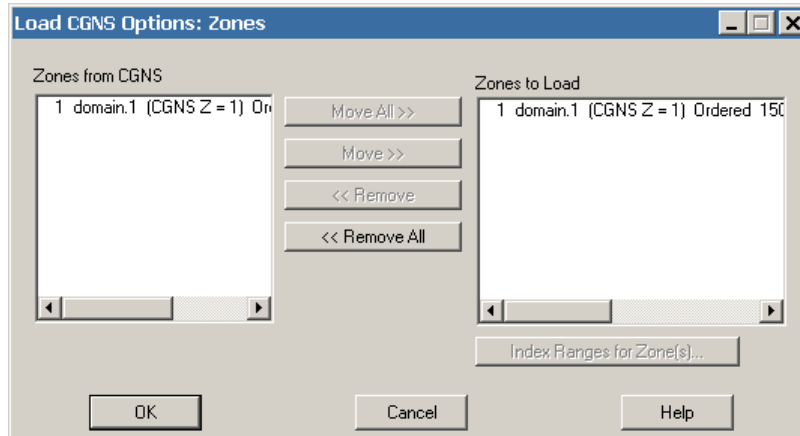 Load CGNS Options: Zones
Zones from CGNS
1 domain.1 (CGNS Z = 1)
Move All >>
Move >>
<< Remove
<< Remove All
Zones to Load
1 domain.1 (CGNS Z = 1) Ordered 150
Index Ranges for Zone(s)...
OK
Cancel
Help